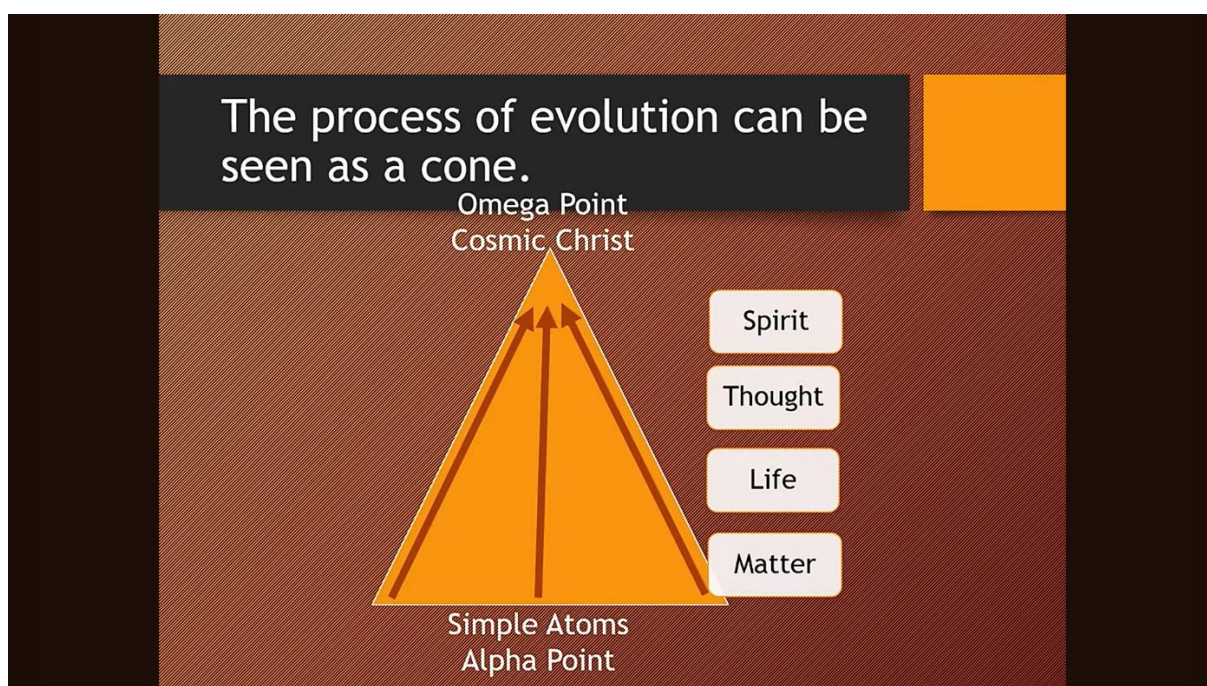 The process of evolution can be
seen as a cone.
Omega Point
Cosmic Christ
Spirit
Thought
Life
Matter
Simple Atoms
Alpha Point